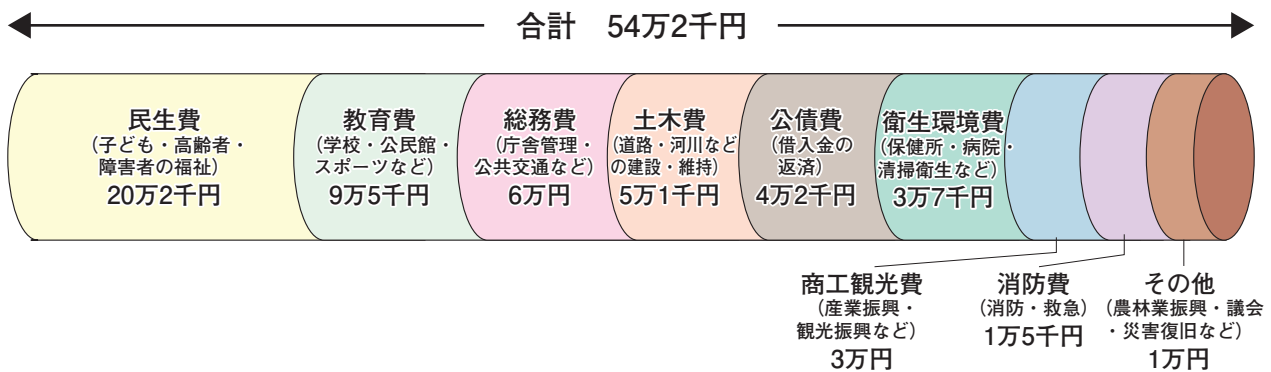 合計 54万2千円
民生費
(子ども・高齢者・
障害者の福祉)
20万2千円
教育費
(学校・公民館・
スポーツなど)
9万5千円
総務費
(庁舎管理・
公共交通など)
6万円
土木費
(道路・河川など
の建設・維持)
5万1千円
公債費
(借入金の
返済)
4万2千円
衛生環境費
(保健所・病院・
清掃衛生など)
3万7千円
商工観光費
(産業振興・
観光振興など)
3万円
消防費
(消防・救急)
1万5千円
その他
(農林業振興・議会
・災害復旧など)
1万円